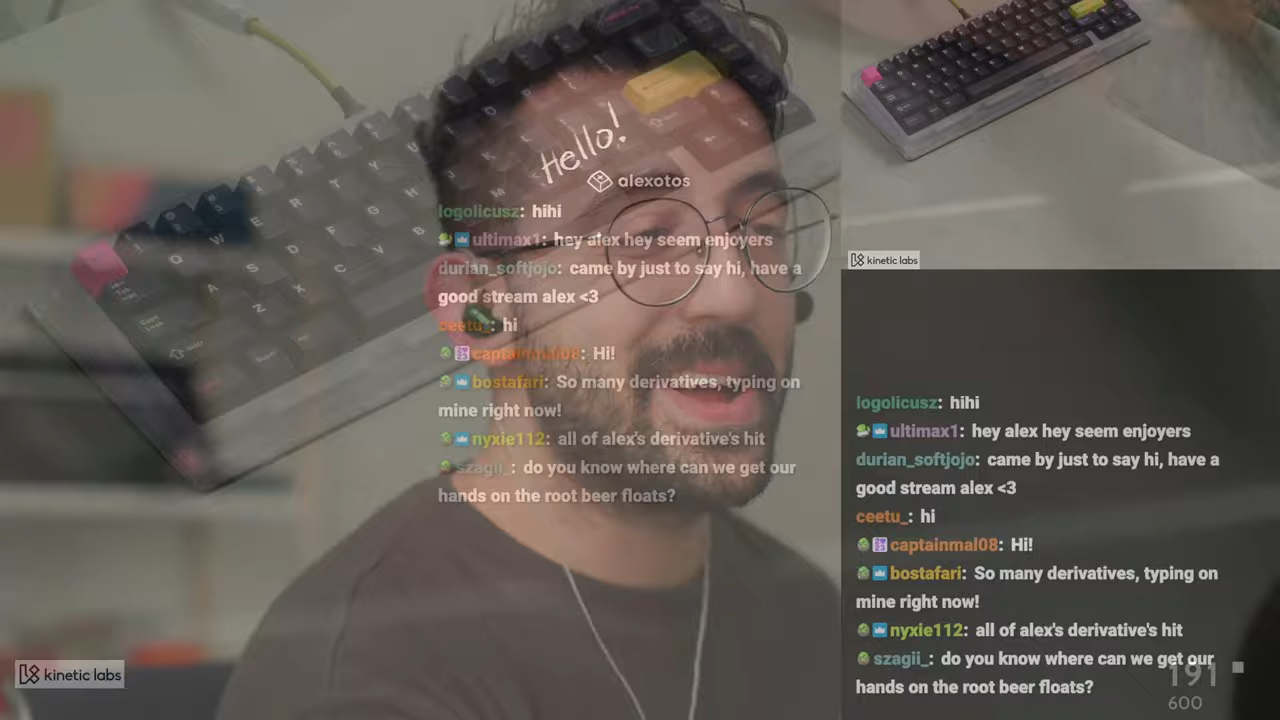 Hello!
alexotos
logolicusz: hihi
ultimax1: hey alex hey seem enjoyers
durian_softjojo: came by just to say hi, have a
good stream alex <3
ceetu_: hi
captainmal08: Hi!
bostafari: So many derivatives, typing on
mine right now!
nyxie112: all of alex's derivative's hit
szagii_: do you know where can we get our
hands on the root beer floats?
kinetic labs
kinetic labs
logolicusz: hihi
ultimax1: hey alex hey seem enjoyers
durian_softjojo: came by just to say hi, have a
good stream alex <3
ceetu_: hi
captainmal08: Hi!
bostafari: So many derivatives, typing on
mine right now!
nyxie112: all of alex's derivative's hit
szagii_: do you know where can we get our
hands on the root beer floats?
191
600